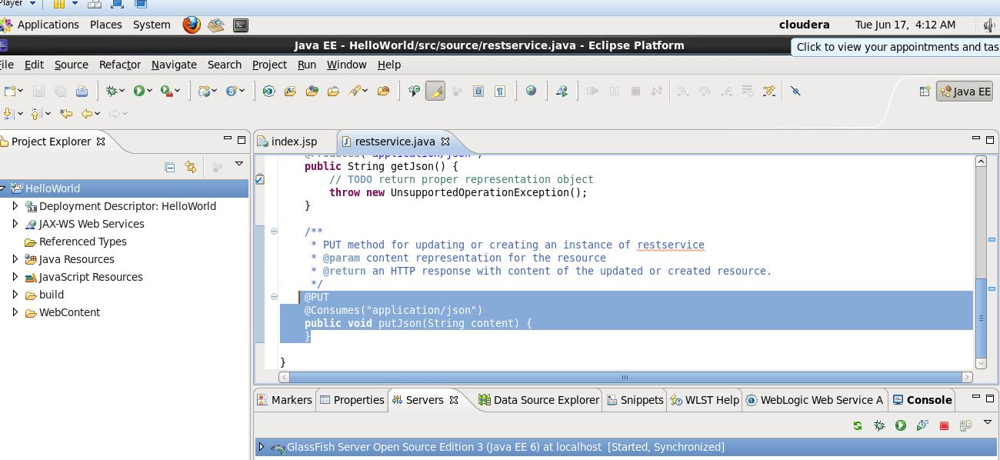 Player
Applications Places System cloudera Tue Jun 17, 4:12 AM
Java EE - HelloWorld/src/source/restservice.java - Eclipse Platform
Click to view your appointments and tas
ile Edit Source Refactor Navigate Search Project Run Window Help
Java EE
Project Explorer
index.jsp restservice.java
HelloWorld
Deployment Descriptor: HelloWorld
JAX-WS Web Services
Referenced Types
Java Resources
JavaScript Resources
build
WebContent
@Produces("application/json")
public String getJson() {
// TODO return proper representation object
throw new UnsupportedOperationException();
}
/**
* PUT method for updating or creating an instance of restservice
* @param content representation for the resource
* @return an HTTP response with content of the updated or created resource.
*/
@PUT
@Consumes("application/json")
public void putJson(String content) {
}
}
Markers Properties Servers Data Source Explorer Snippets WLST Help WebLogic Web Service A Console
GlassFish Server Open Source Edition 3 (Java EE 6) at localhost [Started, Synchronized]